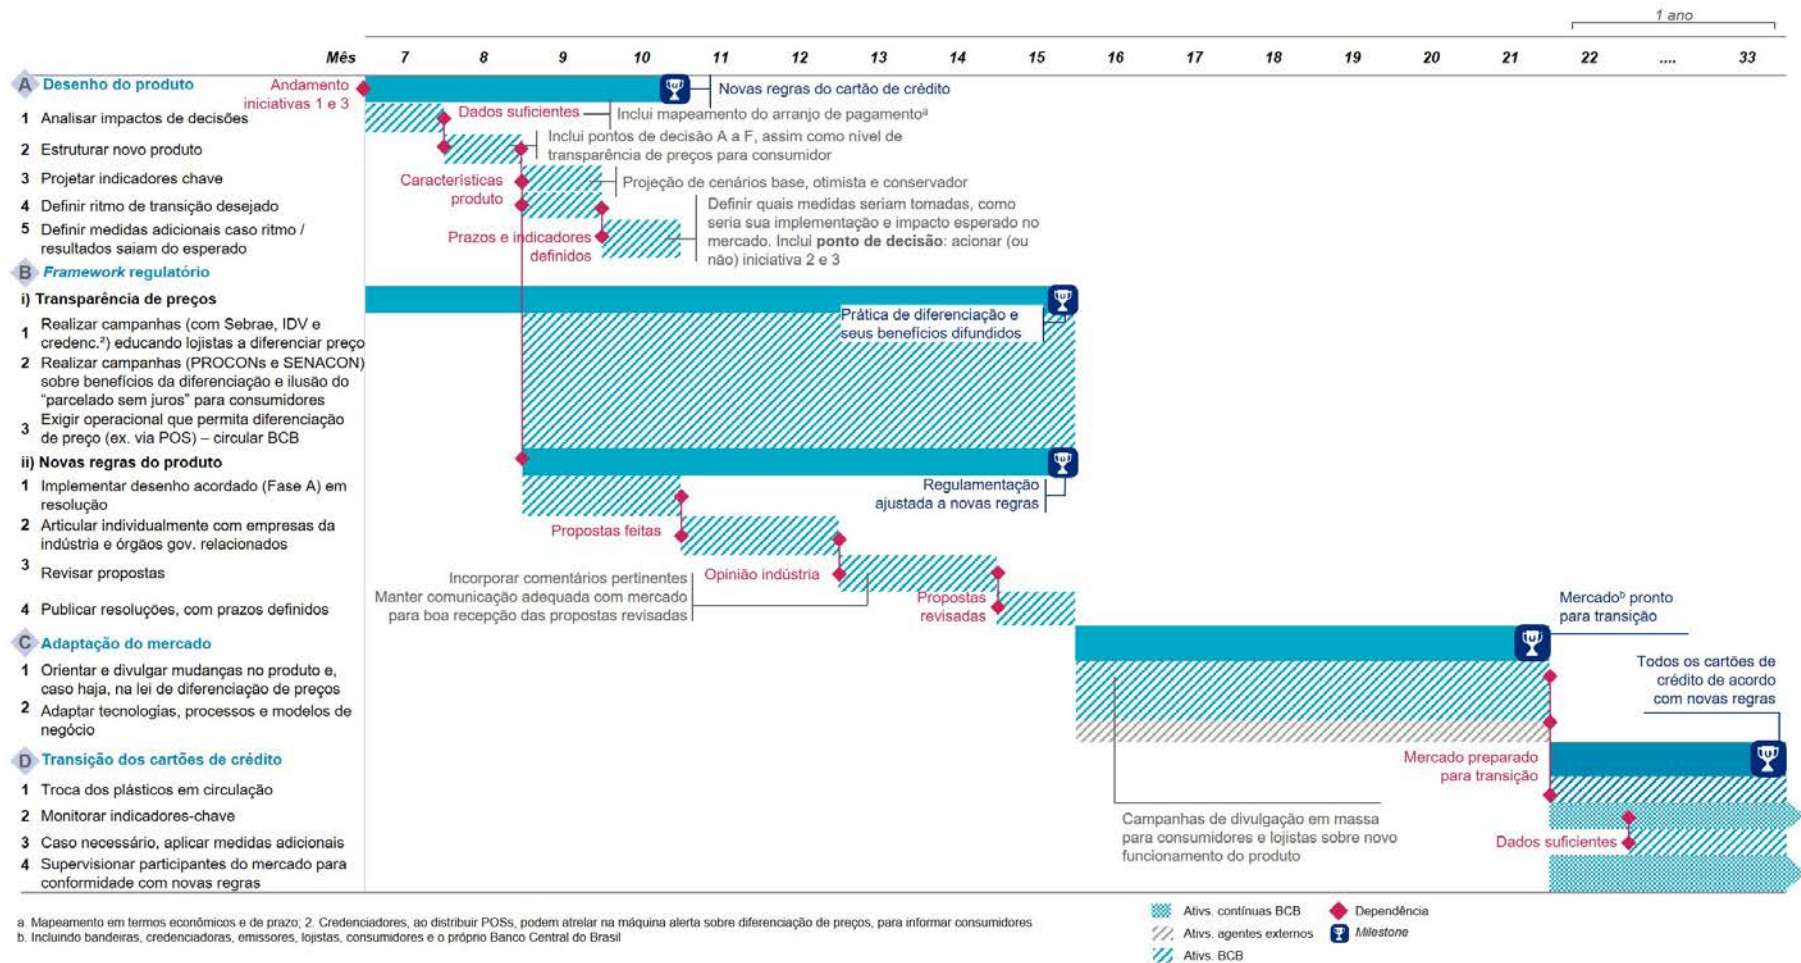 1 ano
Mês 7 8 9 10 11 12 13 14 15 16 17 18 19 20 21 22 .... 33
A Desenho do produto
Andamento
iniciativas 1 e 3
Novas regras do cartão de crédito
1 Analisar impactos de decisões
Dados suficientes
Inclui mapeamento do arranjo de pagamentoª
2 Estruturar novo produto
Inclui pontos de decisão A a F, assim como nível de
transparência de preços para consumidor
3 Projetar indicadores chave
Características
produto
Projeção de cenários base, otimista e conservador
4 Definir ritmo de transição desejado
5 Definir medidas adicionais caso ritmo /
resultados saiam do esperado
Prazos e indicadores
definidos
Definir quais medidas seriam tomadas, como
seria sua implementação e impacto esperado no
mercado. Inclui ponto de decisão: acionar (ou
não) iniciativa 2 e 3
B Framework regulatório
i) Transparência de preços
1 Realizar campanhas (com Sebrae, IDV e
credenc.²) educando lojistas a diferenciar preço
Prática de diferenciação e
seus benefícios difundidos
2 Realizar campanhas (PROCONs e SENACON)
sobre benefícios da diferenciação e ilusão do
“parcelado sem juros” para consumidores
3 Exigir operacional que permita diferenciação
de preço (ex. via POS) – circular BCB
ii) Novas regras do produto
1 Implementar desenho acordado (Fase A) em
resolução
Regulamentação
ajustada a novas regras
2 Articular individualmente com empresas da
indústria e órgãos gov. relacionados
Propostas feitas
3 Revisar propostas
Opinião indústria
Incorporar comentários pertinentes
Manter comunicação adequada com mercado
para boa recepção das propostas revisadas
4 Publicar resoluções, com prazos definidos
Propostas
revisadas
Mercadoᵇ pronto
para transição
C Adaptação do mercado
1 Orientar e divulgar mudanças no produto e,
caso haja, na lei de diferenciação de preços
2 Adaptar tecnologias, processos e modelos de
negócio
Todos os cartões de
crédito de acordo
com novas regras
D Transição dos cartões de crédito
Mercado preparado
para transição
1 Troca dos plásticos em circulação
2 Monitorar indicadores-chave
Campanhas de divulgação em massa
para consumidores e lojistas sobre novo
funcionamento do produto
3 Caso necessário, aplicar medidas adicionais
Dados suficientes
4 Supervisionar participantes do mercado para
conformidade com novas regras
a. Mapeamento em termos econômicos e de prazo; 2. Credenciadores, ao distribuir POSs, podem atrelar na máquina alerta sobre diferenciação de preços, para informar consumidores
b. Incluindo bandeiras, credenciadoras, emissores, lojistas, consumidores e o próprio Banco Central do Brasil
Ativs. contínuas BCB
Dependência
Ativs. agentes externos
Milestone
Ativs. BCB